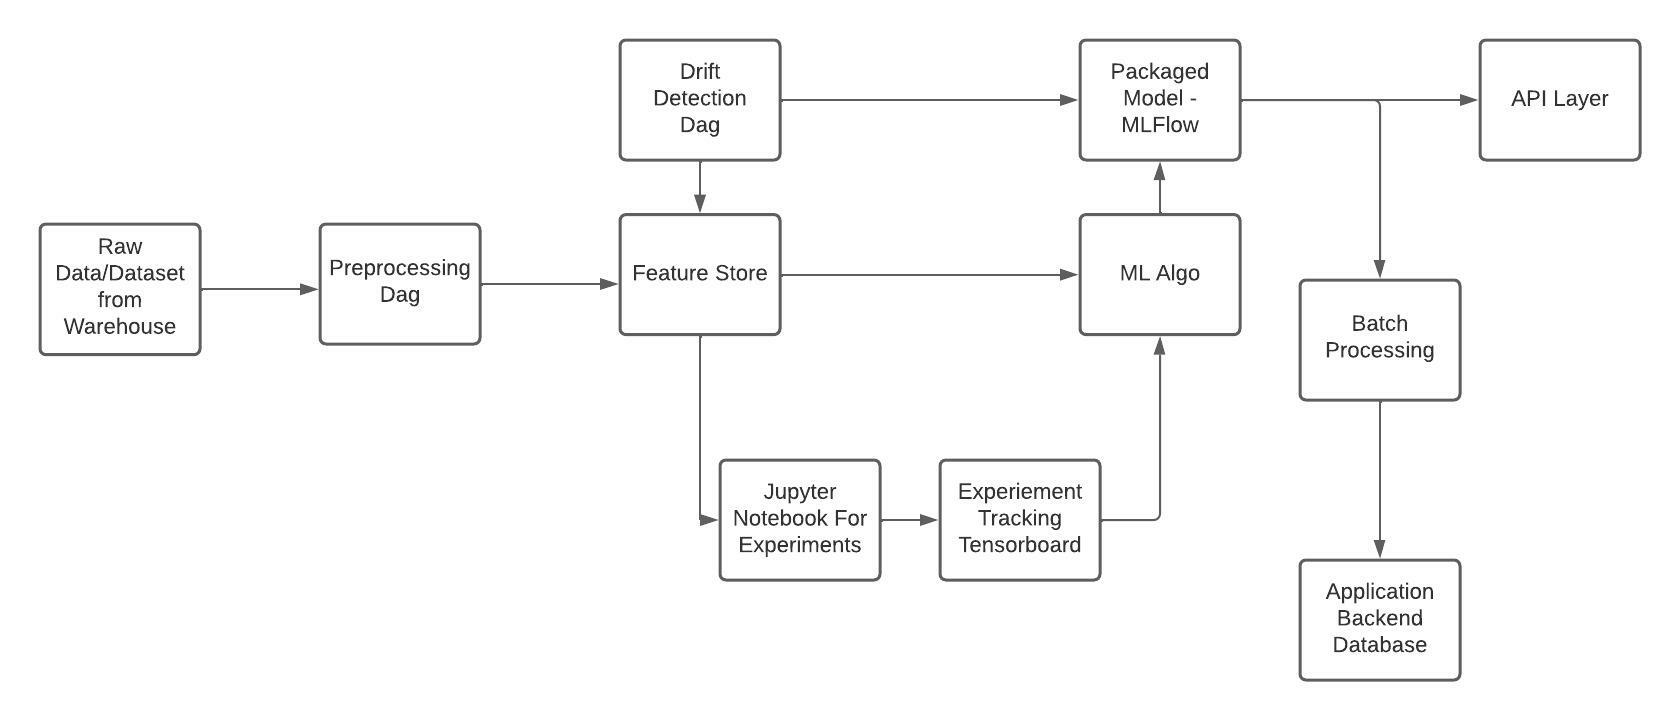 Drift
Detection
Dag
Packaged
Model -
MLFlow
API Layer
Raw
Data/Dataset
from
Warehouse
Preprocessing
Dag
Feature Store
ML Algo
Batch
Processing
Jupyter
Notebook For
Experiments
Experiement
Tracking
Tensorboard
Application
Backend
Database